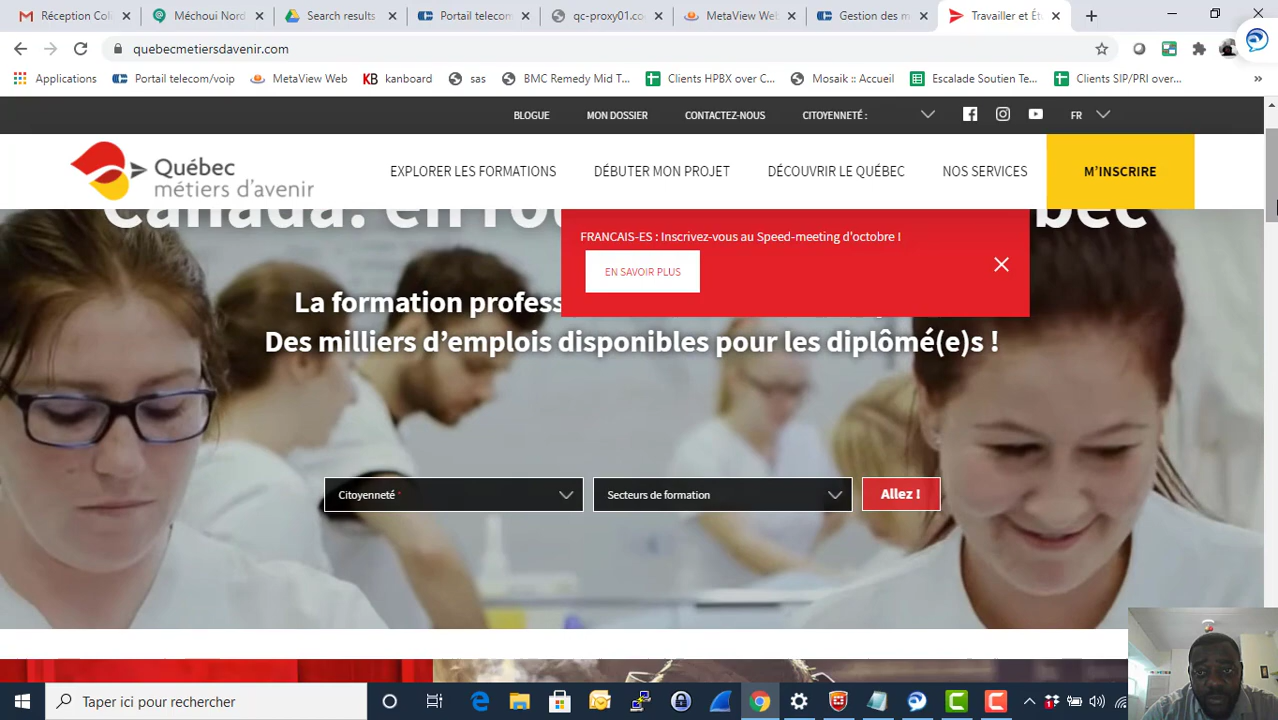 Réception Coli
Méchoui Nord
Search results
Portail telecom
qc-proxy01.co
MetaView Web
Gestion des m
Travailler et Ét
quebecmetiersdavenir.com
Applications
Portail telecom/voip
MetaView Web
KB kanboard
sas
BMC Remedy Mid T...
Clients HPBX over C...
Mosaik :: Accueil
Escalade Soutien Te...
Clients SIP/PRI over...
»
BLOGUE
MON DOSSIER
CONTACTEZ-NOUS
CITOYENNETÉ :
FR
Québec
métiers d'avenir
EXPLORER LES FORMATIONS
DÉBUTER MON PROJET
DÉCOUVRIR LE QUÉBEC
NOS SERVICES
M'INSCRIRE
FRANCAIS-ES : Inscrivez-vous au Speed-meeting d'octobre !
EN SAVOIR PLUS
La formation profess
Des milliers d'emplois disponibles pour les diplômé(e)s !
Citoyenneté *
Secteurs de formation
Allez !
Taper ici pour rechercher